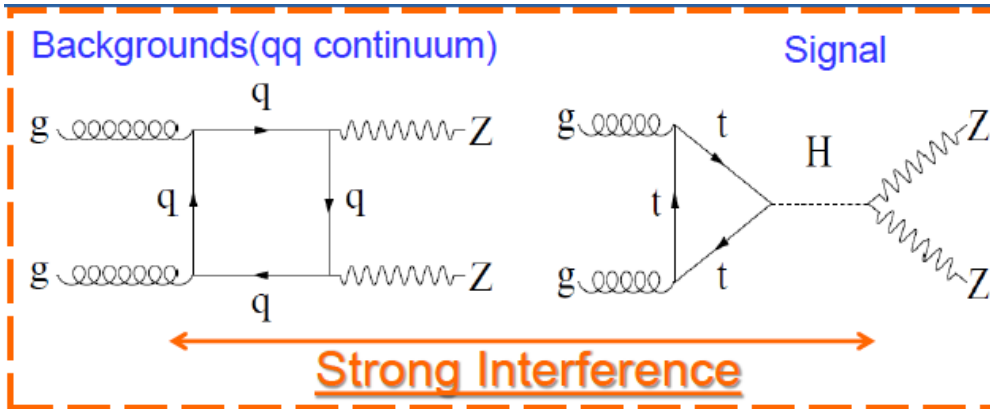 Backgrounds(qq continuum)
Signal
g
q
Z
q
q
g
q
Z
g
t
H
Z
t
g
t
Z
Strong Interference